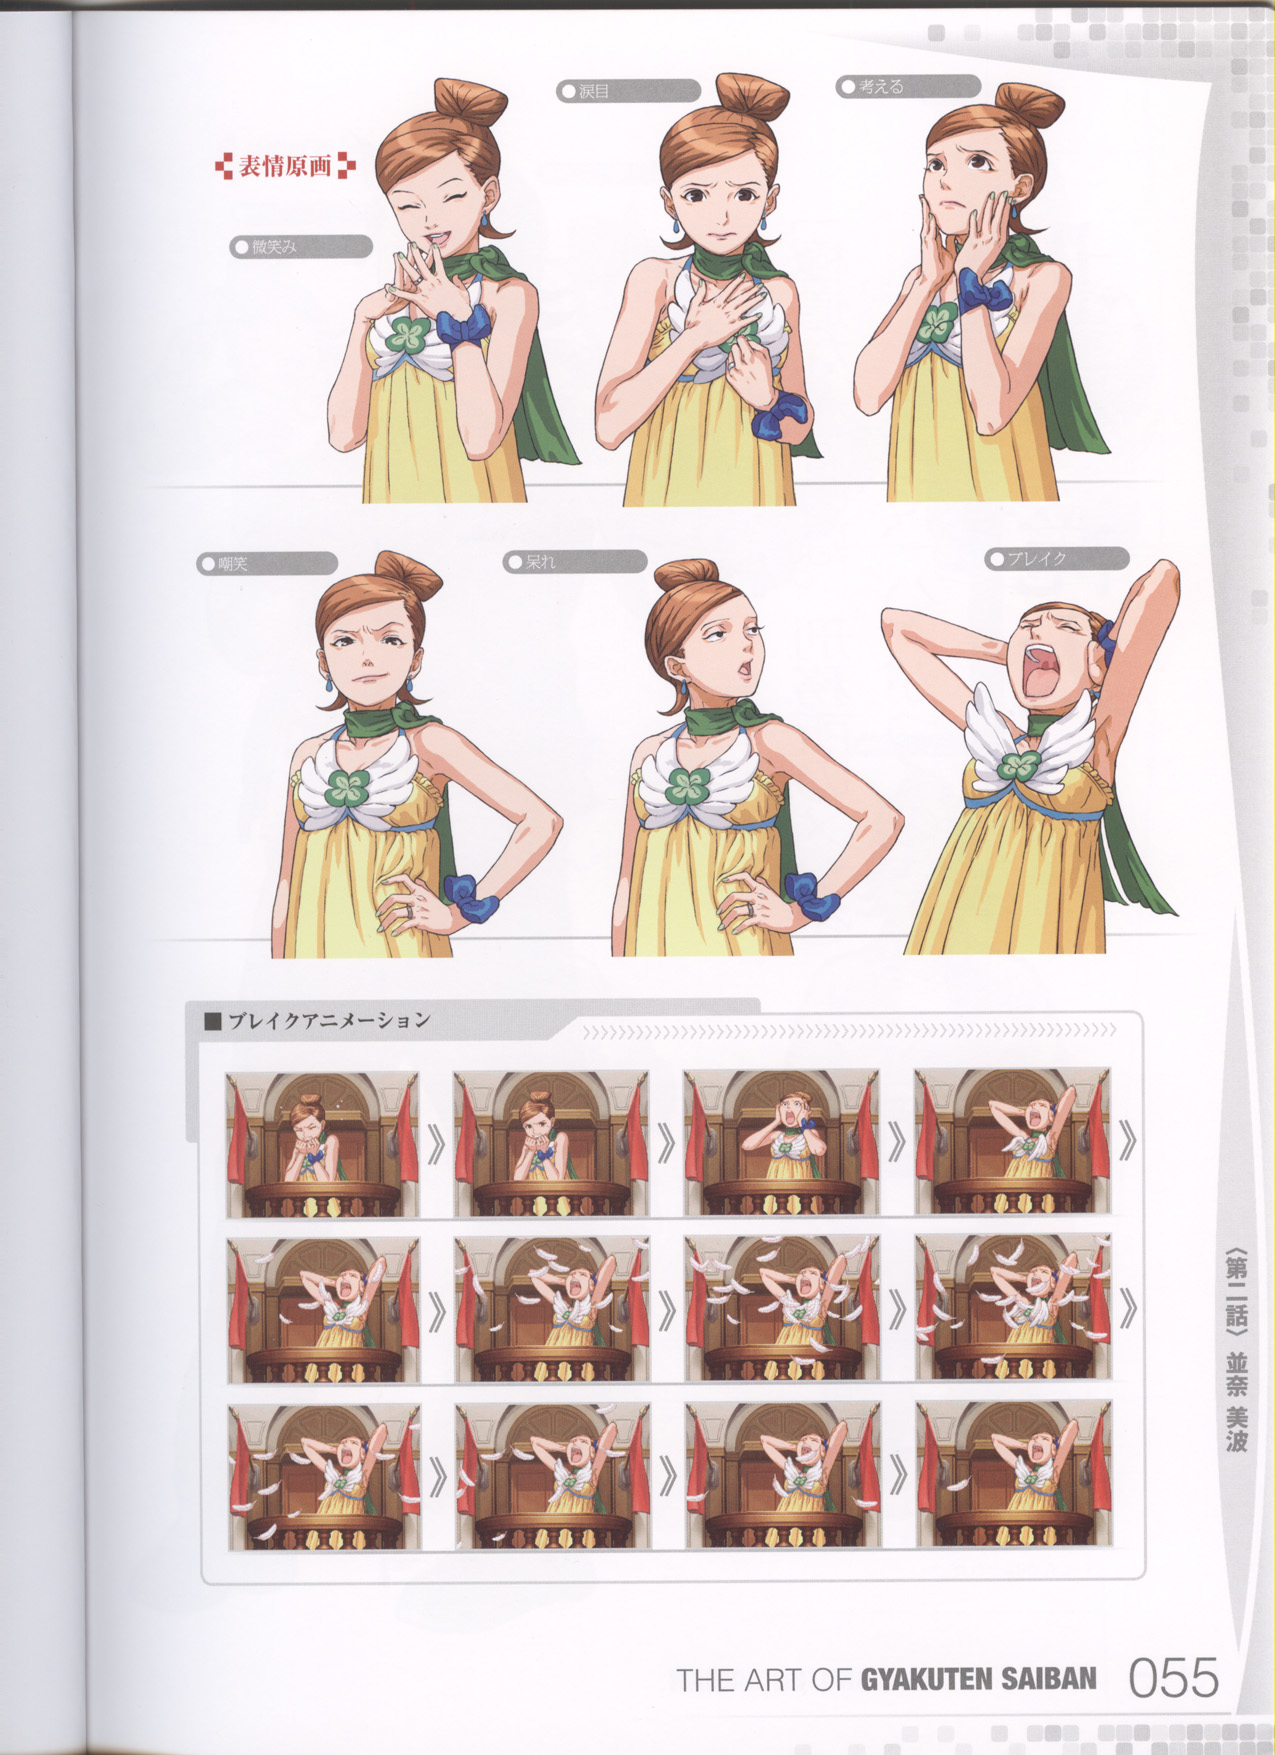 表情原画
微笑み
涙目
考える
嘲笑
呆れ
ブレイク
■ブレイクアニメーション
〈第二話〉 並奈 美波
THE ART OF GYAKUTEN SAIBAN 055